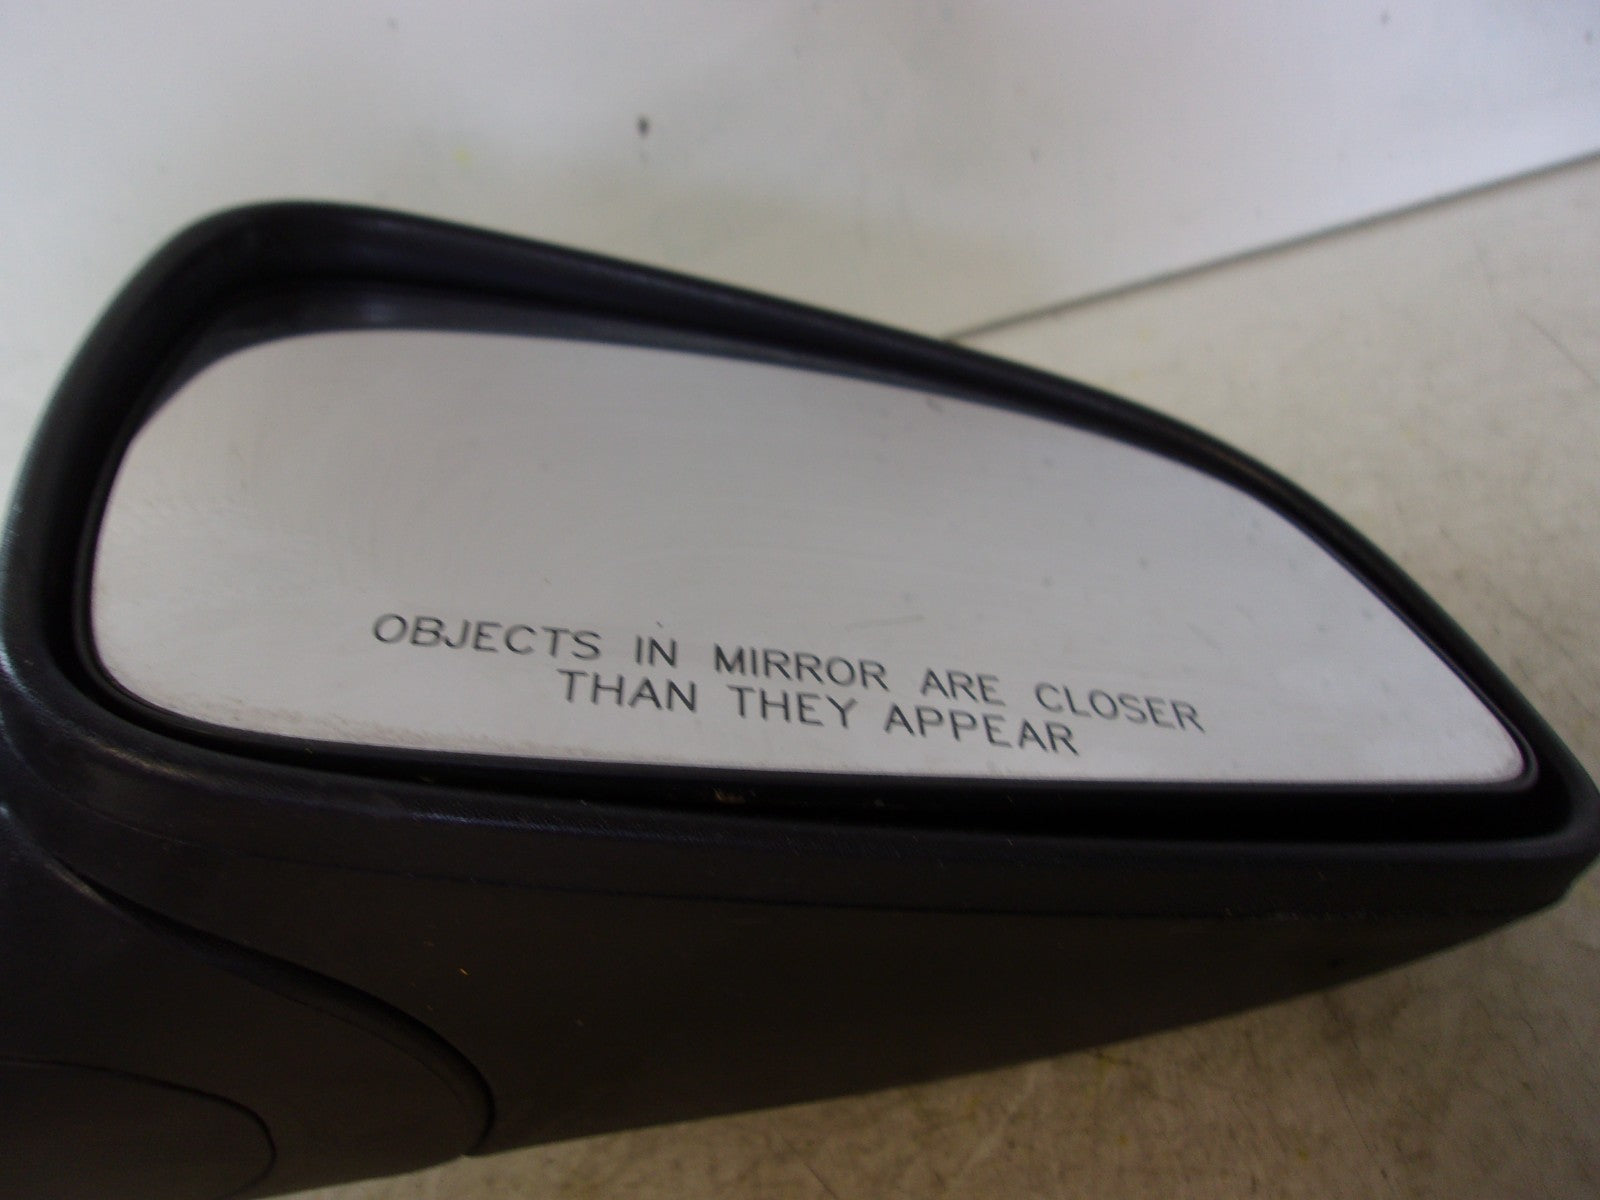 OBJECTS IN MIRROR ARE CLOSER
THAN THEY APPEAR